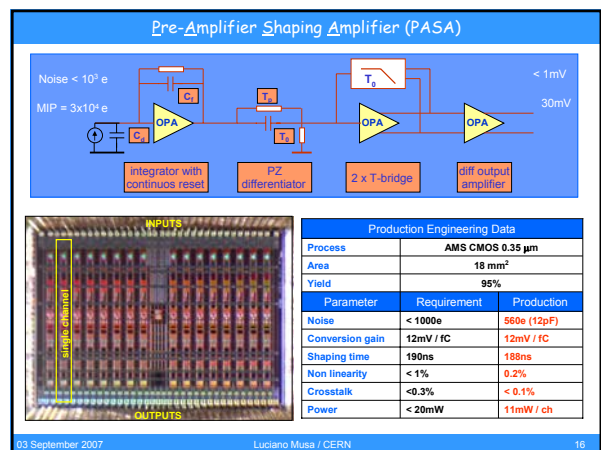 Pre-Amplifier Shaping Amplifier (PASA)
Noise < 10³ e
MIP = 3x10⁴ e
Cf
Cd
OPA
Tp
T0
T0
OPA
OPA
< 1mV
30mV
integrator with
continuos reset
PZ
differentiator
2 x T-bridge
diff output
amplifier
INPUTS
single channel
OUTPUTS
Production Engineering Data
Process AMS CMOS 0.35 µm
Area 18 mm²
Yield 95%
Parameter Requirement Production
Noise < 1000e 560e (12pF)
Conversion gain 12mV / fC 12mV / fC
Shaping time 190ns 188ns
Non linearity < 1% 0.2%
Crosstalk <0.3% < 0.1%
Power < 20mW 11mW / ch
03 September 2007 Luciano Musa / CERN 16